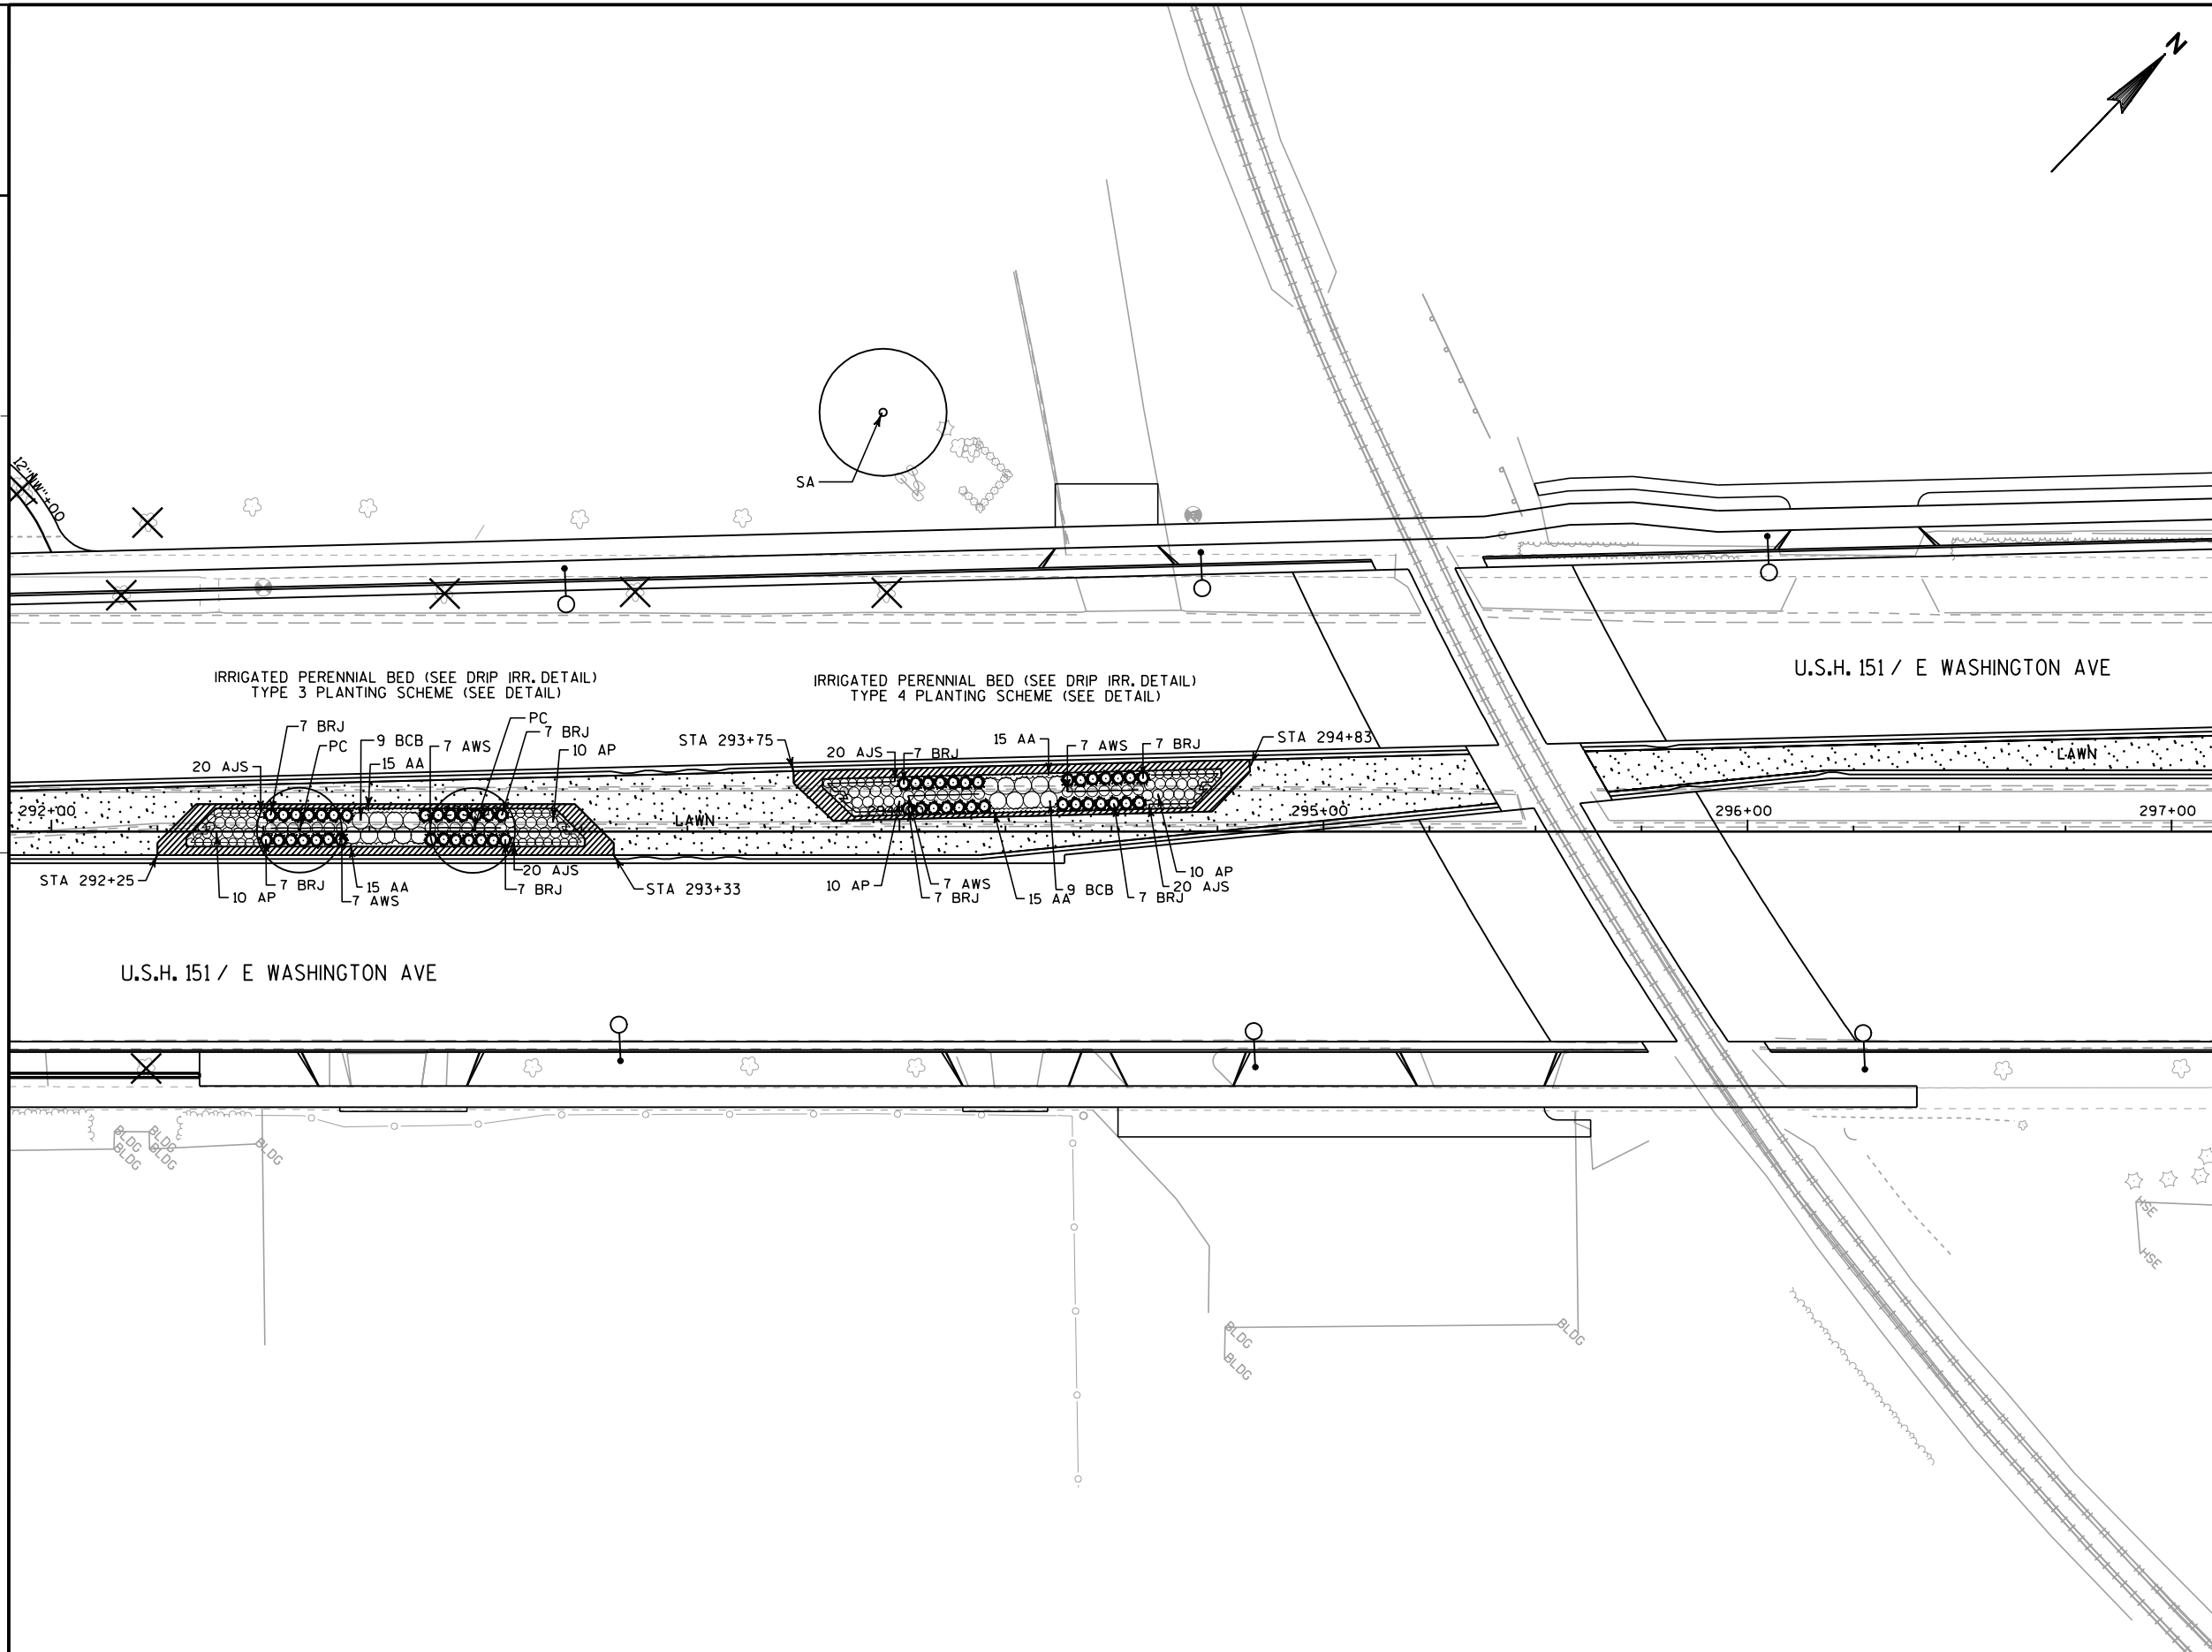 N
12"NW"+00
SA
U.S.H. 151 / E WASHINGTON AVE
IRRIGATED PERENNIAL BED (SEE DRIP IRR. DETAIL)
TYPE 3 PLANTING SCHEME (SEE DETAIL)
IRRIGATED PERENNIAL BED (SEE DRIP IRR. DETAIL)
TYPE 4 PLANTING SCHEME (SEE DETAIL)
7 BRJ
PC
PC
7 BRJ
9 BCB
7 AWS
10 AP
20 AJS
15 AA
STA 293+75
20 AJS
7 BRJ
15 AA
7 AWS
7 BRJ
STA 294+83
LAWN
292+00
LAWN
295+00
296+00
297+00
STA 292+25
10 AP
7 BRJ
15 AA
7 AWS
20 AJS
7 BRJ
STA 293+33
10 AP
7 AWS
7 BRJ
15 AA
9 BCB
7 BRJ
10 AP
20 AJS
U.S.H. 151 / E WASHINGTON AVE
BLDG
BLDG
BLDG
BLDG
BLDG
HSE
HSE
BLDG
BLDG
BLDG